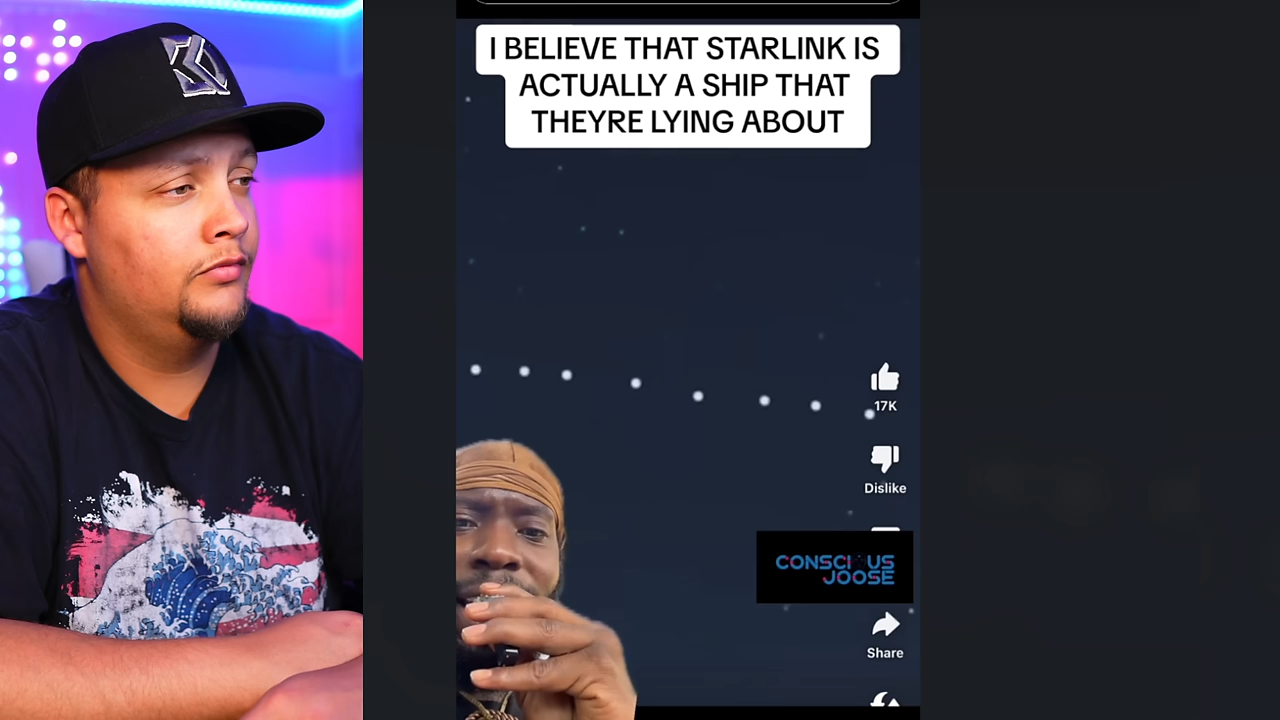 I BELIEVE THAT STARLINK IS
ACTUALLY A SHIP THAT
THEYRE LYING ABOUT
17K
Dislike
CONSCIOUS
JOOSE
Share